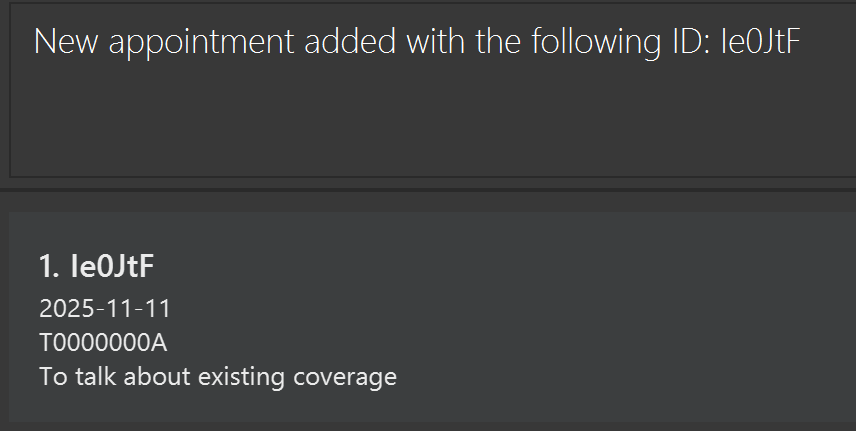 New appointment added with the following ID: Ie0JtF
1. Ie0JtF
2025-11-11
T0000000A
To talk about existing coverage